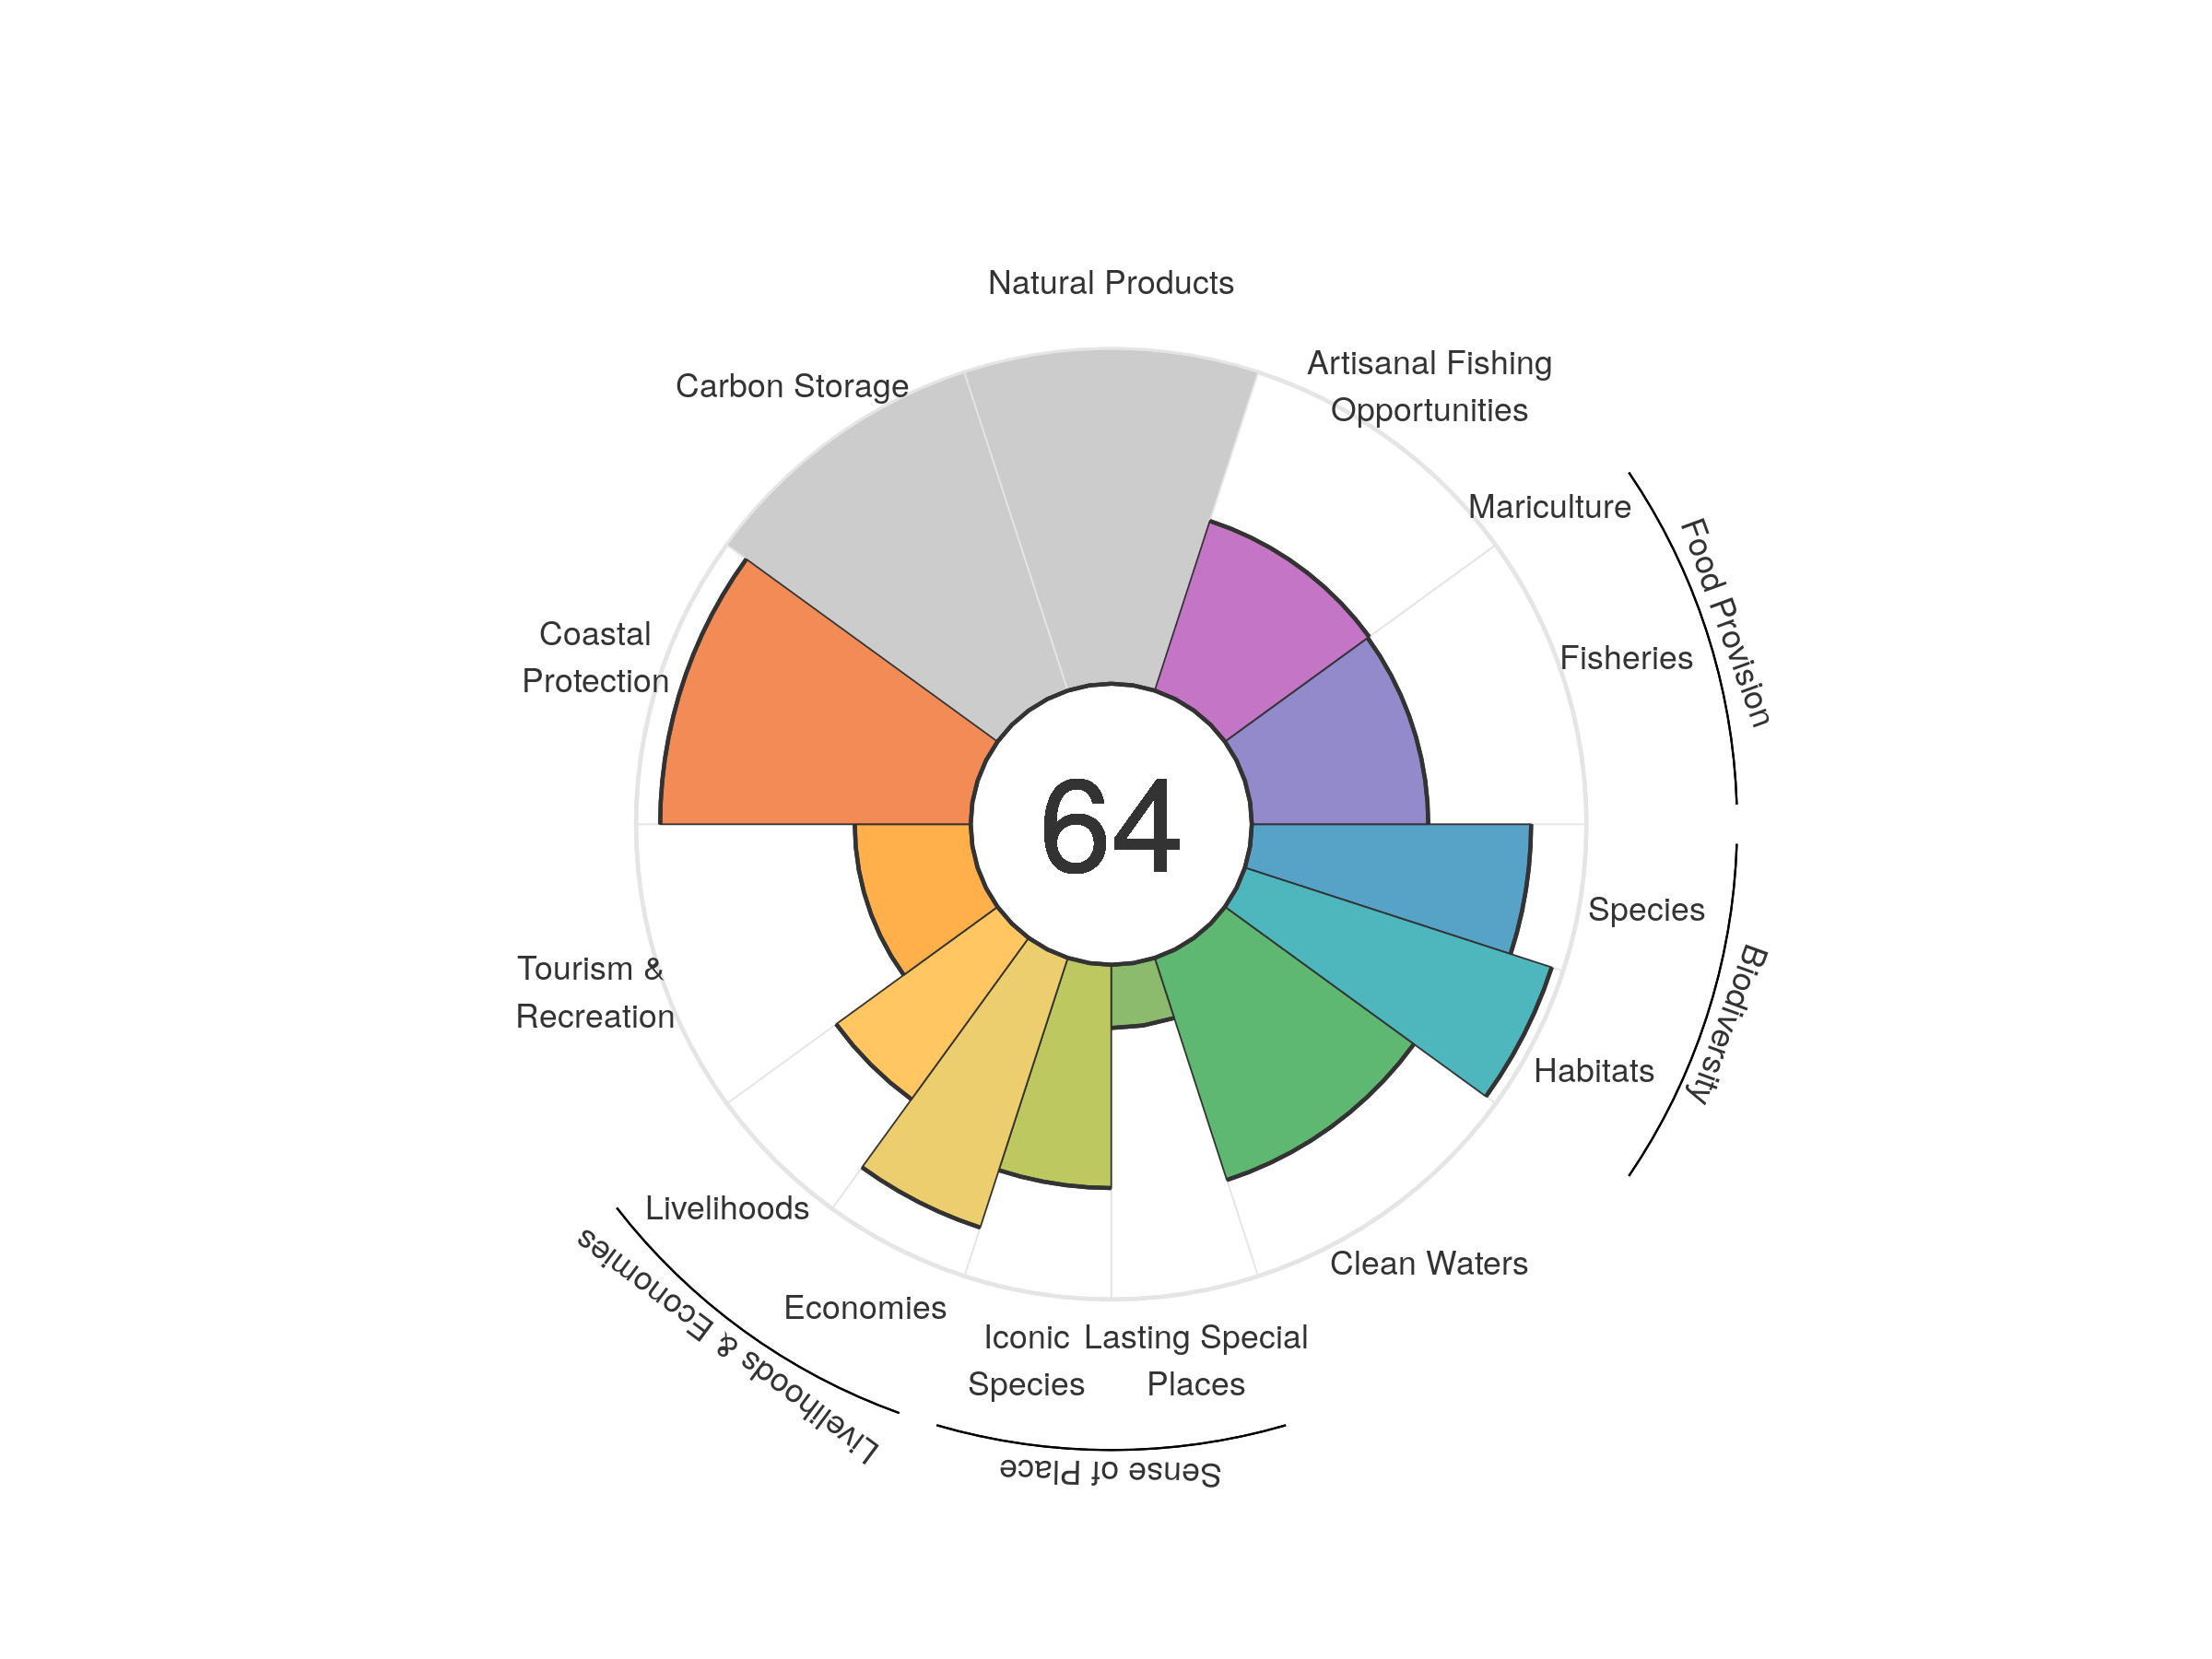 Natural Products
Artisanal Fishing
Opportunities
Carbon Storage
Mariculture
Food Provision
Coastal
Protection
Fisheries
64
Species
Biodiversity
Tourism &
Recreation
Habitats
Livelihoods
Clean Waters
Livelihoods & Economies
Economies
Iconic
Species
Lasting Special
Places
Sense of Place